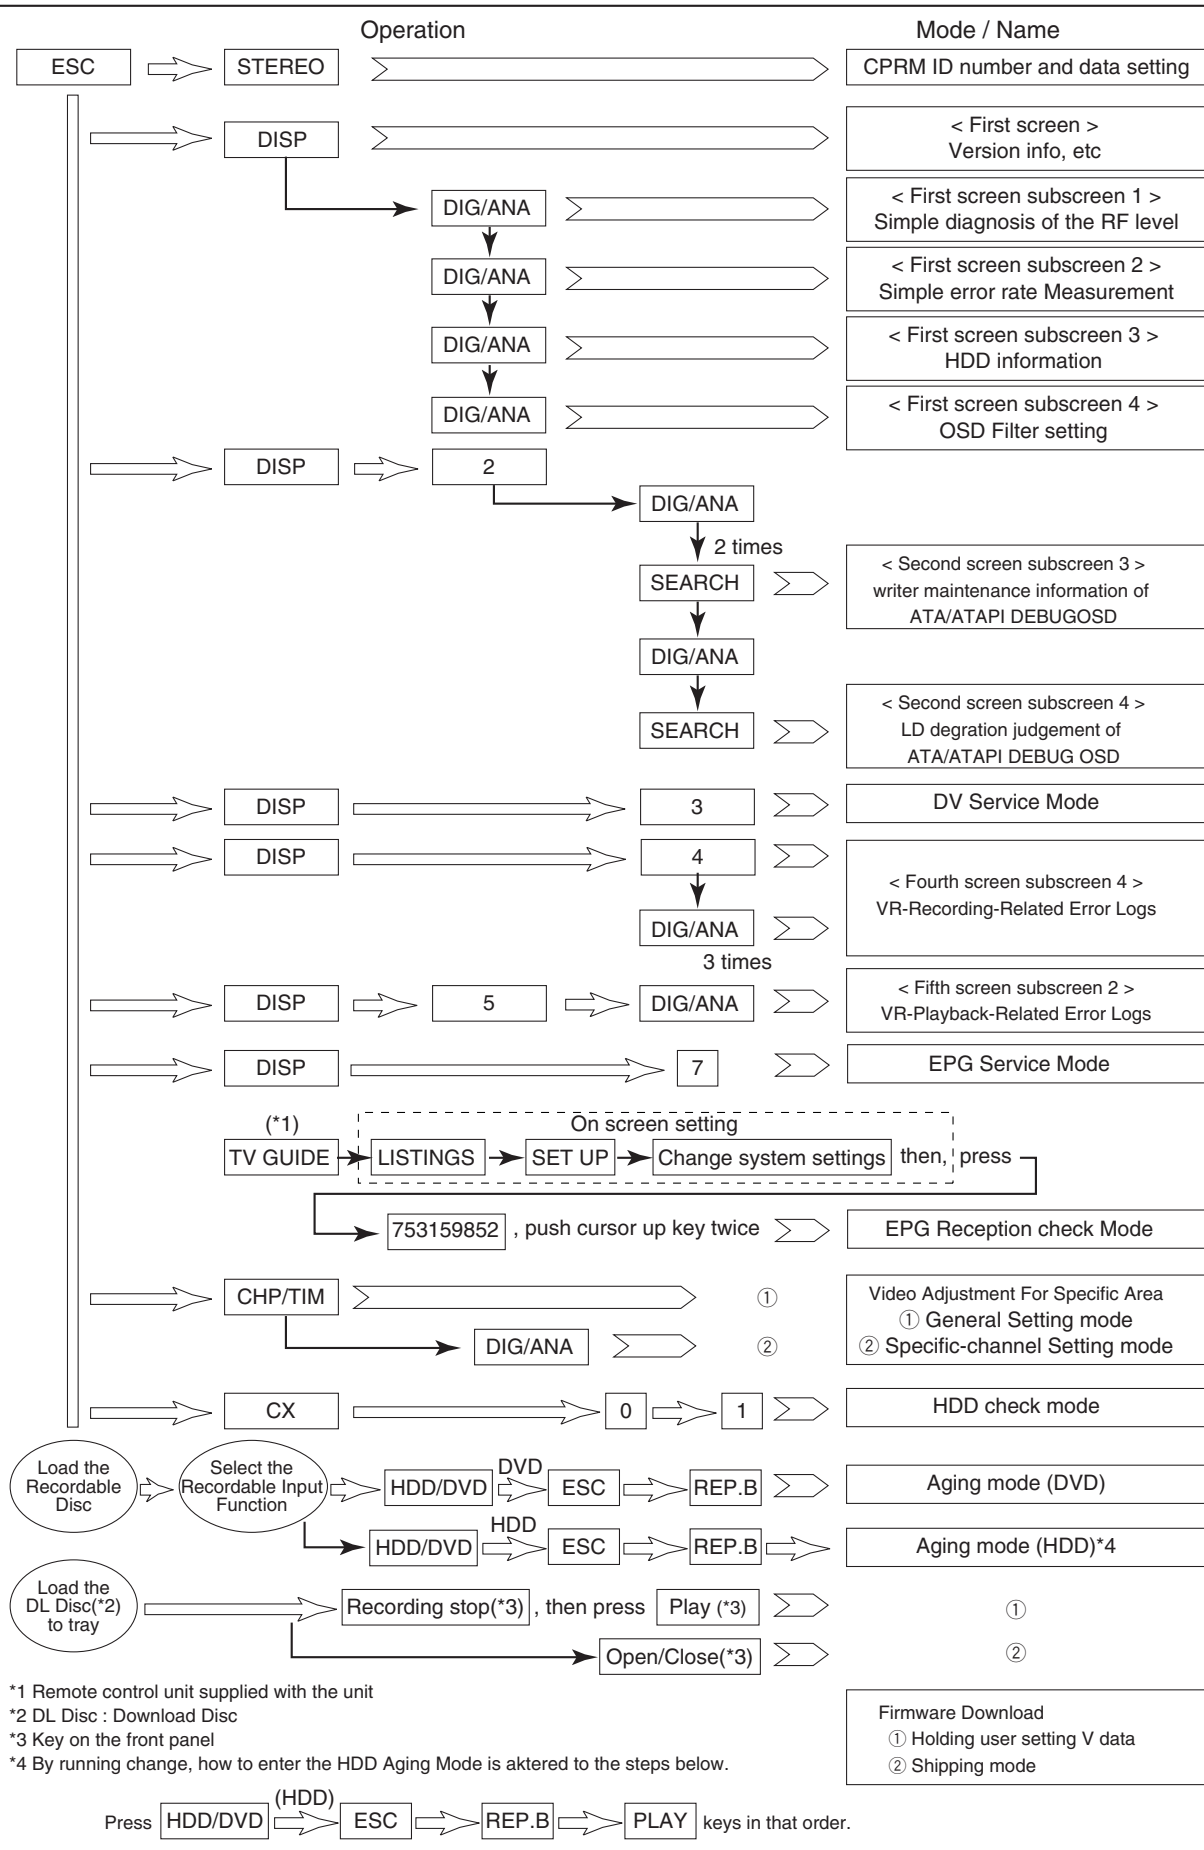 Operation Mode / Name
ESC STEREO CPRM ID number and data setting
DISP
< First screen >
Version info, etc
DIG/ANA
< First screen subscreen 1 >
Simple diagnosis of the RF level
DIG/ANA
< First screen subscreen 2 >
Simple error rate Measurement
DIG/ANA
< First screen subscreen 3 >
HDD information
DIG/ANA
< First screen subscreen 4 >
OSD Filter setting
DISP 2
DIG/ANA
2 times
SEARCH
< Second screen subscreen 3 >
writer maintenance information of
ATA/ATAPI DEBUGOSD
DIG/ANA
SEARCH
< Second screen subscreen 4 >
LD degration judgement of
ATA/ATAPI DEBUG OSD
DISP 3 DV Service Mode
DISP 4
DIG/ANA
3 times
< Fourth screen subscreen 4 >
VR-Recording-Related Error Logs
DISP 5 DIG/ANA
< Fifth screen subscreen 2 >
VR-Playback-Related Error Logs
DISP 7 EPG Service Mode
(*1) On screen setting
TV GUIDE LISTINGS SET UP Change system settings then, press
753159852 , push cursor up key twice EPG Reception check Mode
CHP/TIM ①
DIG/ANA ②
Video Adjustment For Specific Area
① General Setting mode
② Specific-channel Setting mode
CX 0 1 HDD check mode
Load the
Recordable
Disc
Select the
Recordable Input
Function
HDD/DVD DVD ESC REP.B Aging mode (DVD)
HDD/DVD HDD ESC REP.B Aging mode (HDD)*4
Load the
DL Disc(*2)
to tray
Recording stop(*3) , then press Play (*3) ①
Open/Close(*3) ②
*1 Remote control unit supplied with the unit
*2 DL Disc : Download Disc
*3 Key on the front panel
*4 By running change, how to enter the HDD Aging Mode is aktered to the steps below.
Firmware Download
① Holding user setting V data
② Shipping mode
Press HDD/DVD (HDD) ESC REP.B PLAY keys in that order.